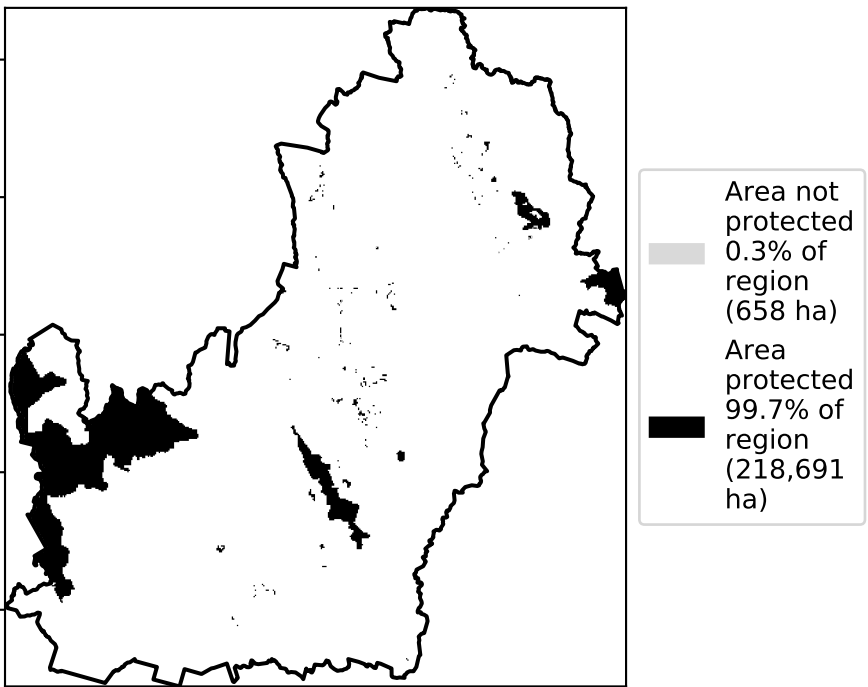 Area not
protected
0.3% of
region
(658 ha)
Area
protected
99.7% of
region
(218,691
ha)